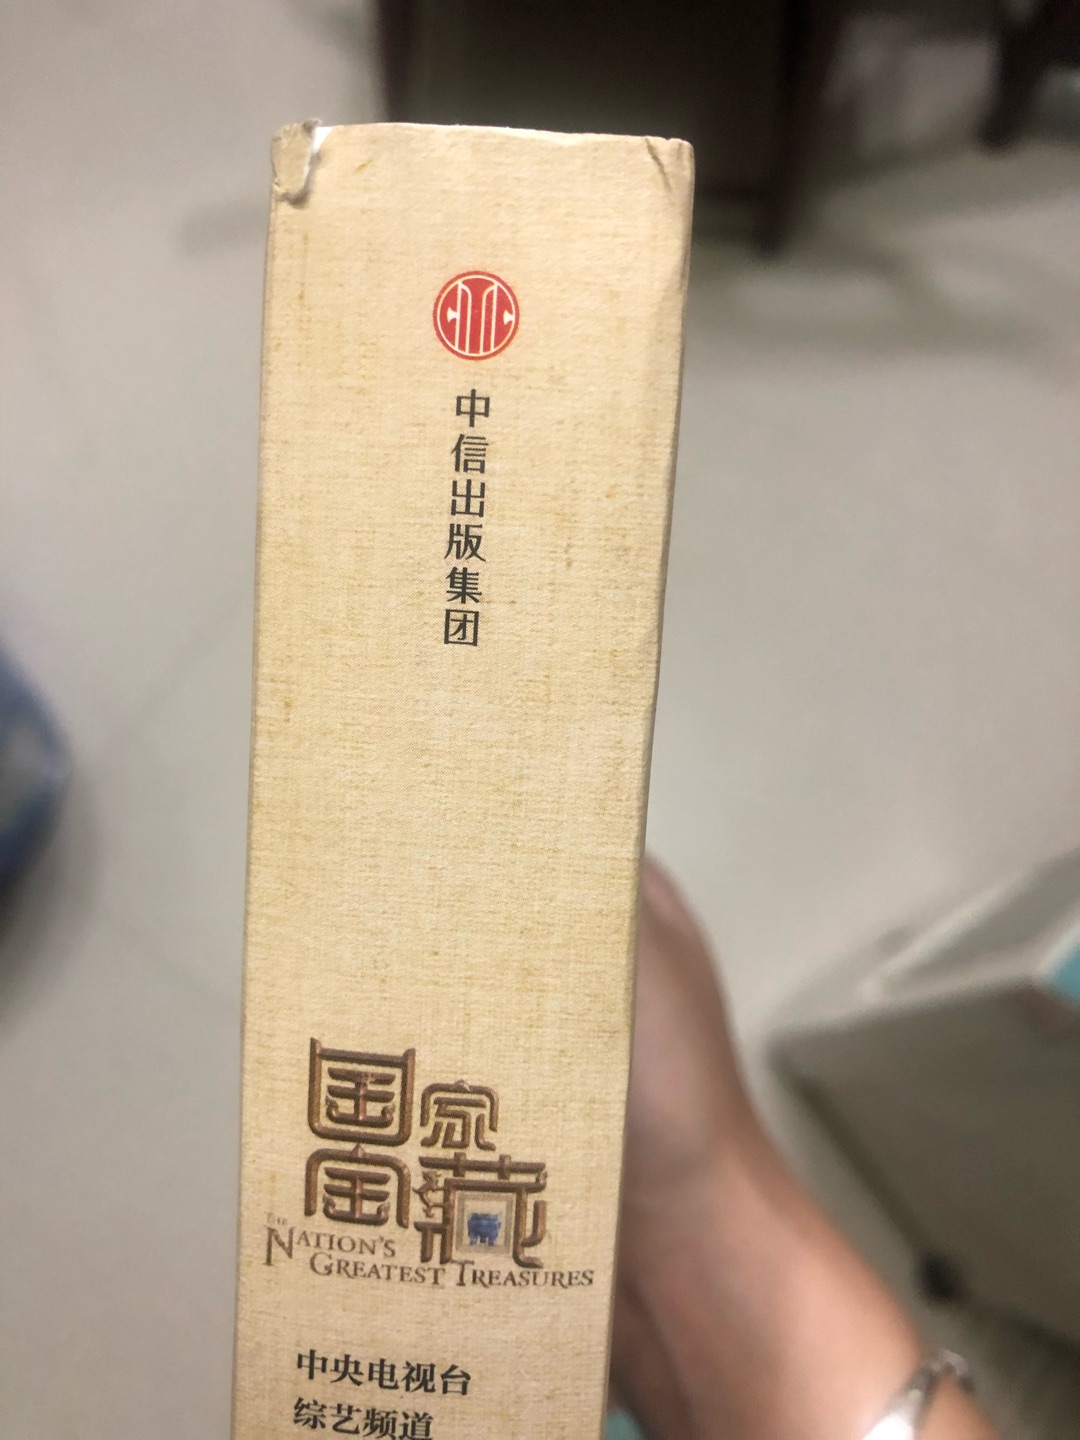 中信出版集团
国家
宝藏
THE
NATION'S
GREATEST TREASURES
中央电视台
综艺频道